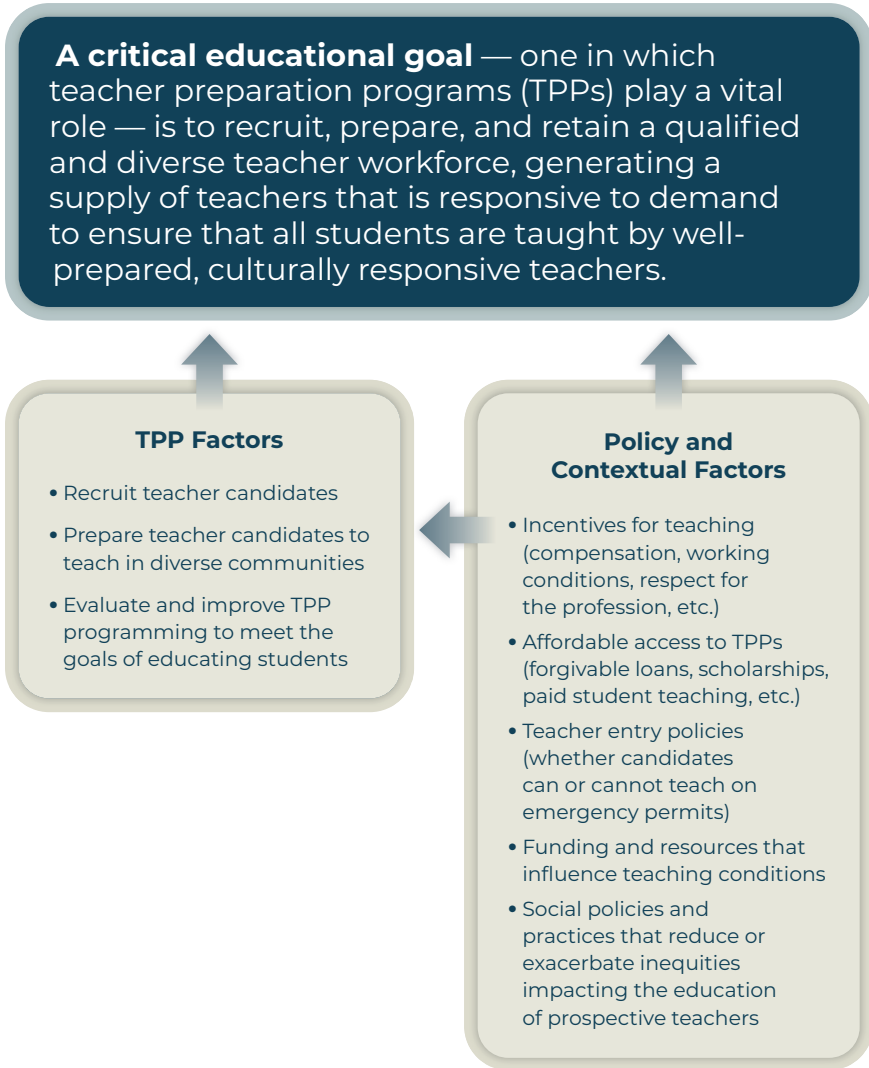 A critical educational goal — one in which
teacher preparation programs (TPPs) play a vital
role — is to recruit, prepare, and retain a qualified
and diverse teacher workforce, generating a
supply of teachers that is responsive to demand
to ensure that all students are taught by well-
prepared, culturally responsive teachers.
TPP Factors
• Recruit teacher candidates
• Prepare teacher candidates to
teach in diverse communities
• Evaluate and improve TPP
programming to meet the
goals of educating students
Policy and
Contextual Factors
• Incentives for teaching
(compensation, working
conditions, respect for
the profession, etc.)
• Affordable access to TPPs
(forgivable loans, scholarships,
paid student teaching, etc.)
• Teacher entry policies
(whether candidates
can or cannot teach on
emergency permits)
• Funding and resources that
influence teaching conditions
• Social policies and
practices that reduce or
exacerbate inequities
impacting the education
of prospective teachers